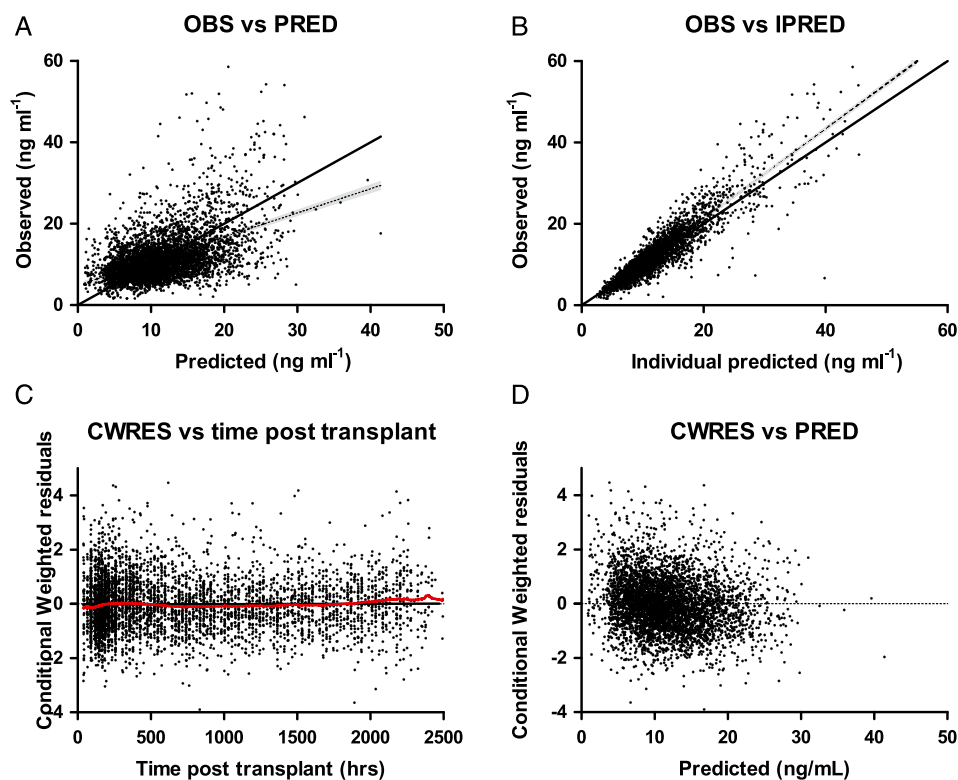 A
OBS vs PRED
Observed (ng ml⁻¹)
60
40
20
0
0 10 20 30 40 50
Predicted (ng ml⁻¹)
B
OBS vs IPRED
Observed (ng ml⁻¹)
60
40
20
0
0 20 40 60
Individual predicted (ng ml⁻¹)
C
CWRES vs time post transplant
Conditional Weighted residuals
4
2
0
-2
-4
0 500 1000 1500 2000 2500
Time post transplant (hrs)
D
CWRES vs PRED
Conditional Weighted residuals
4
2
0
-2
-4
0 10 20 30 40 50
Predicted (ng/mL)